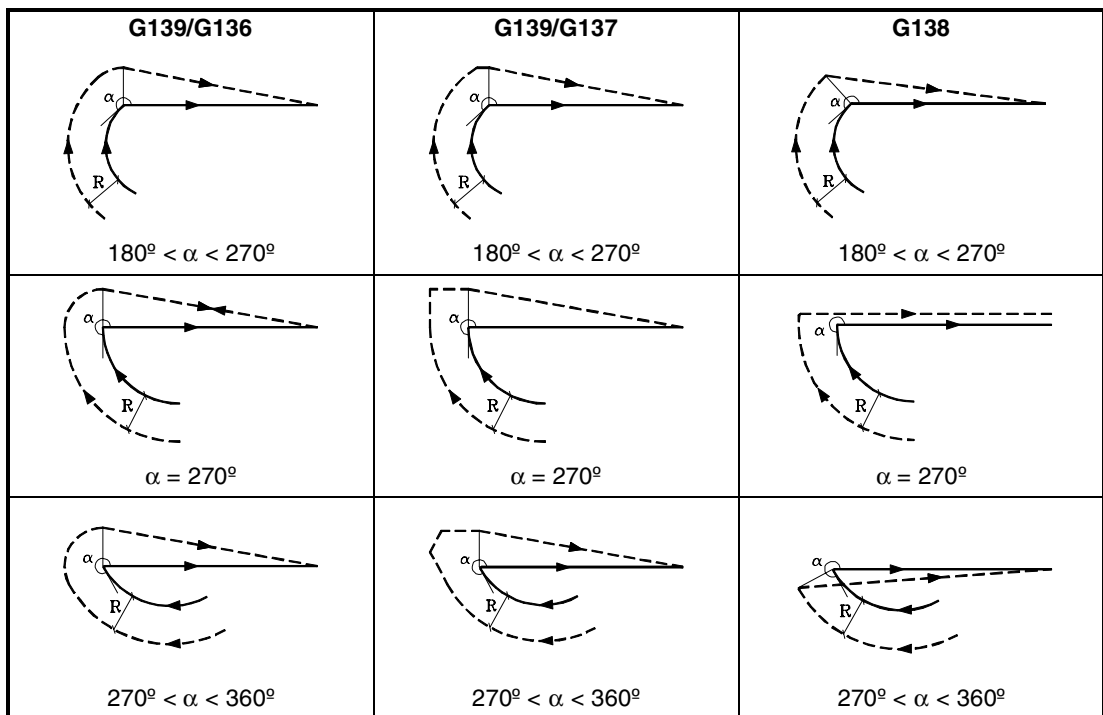 G139/G136
G139/G137
G138
α
R
180º < α < 270º
α
R
180º < α < 270º
α
R
180º < α < 270º
α
R
α = 270º
α
R
α = 270º
α
R
α = 270º
α
R
270º < α < 360º
α
R
270º < α < 360º
α
R
270º < α < 360º